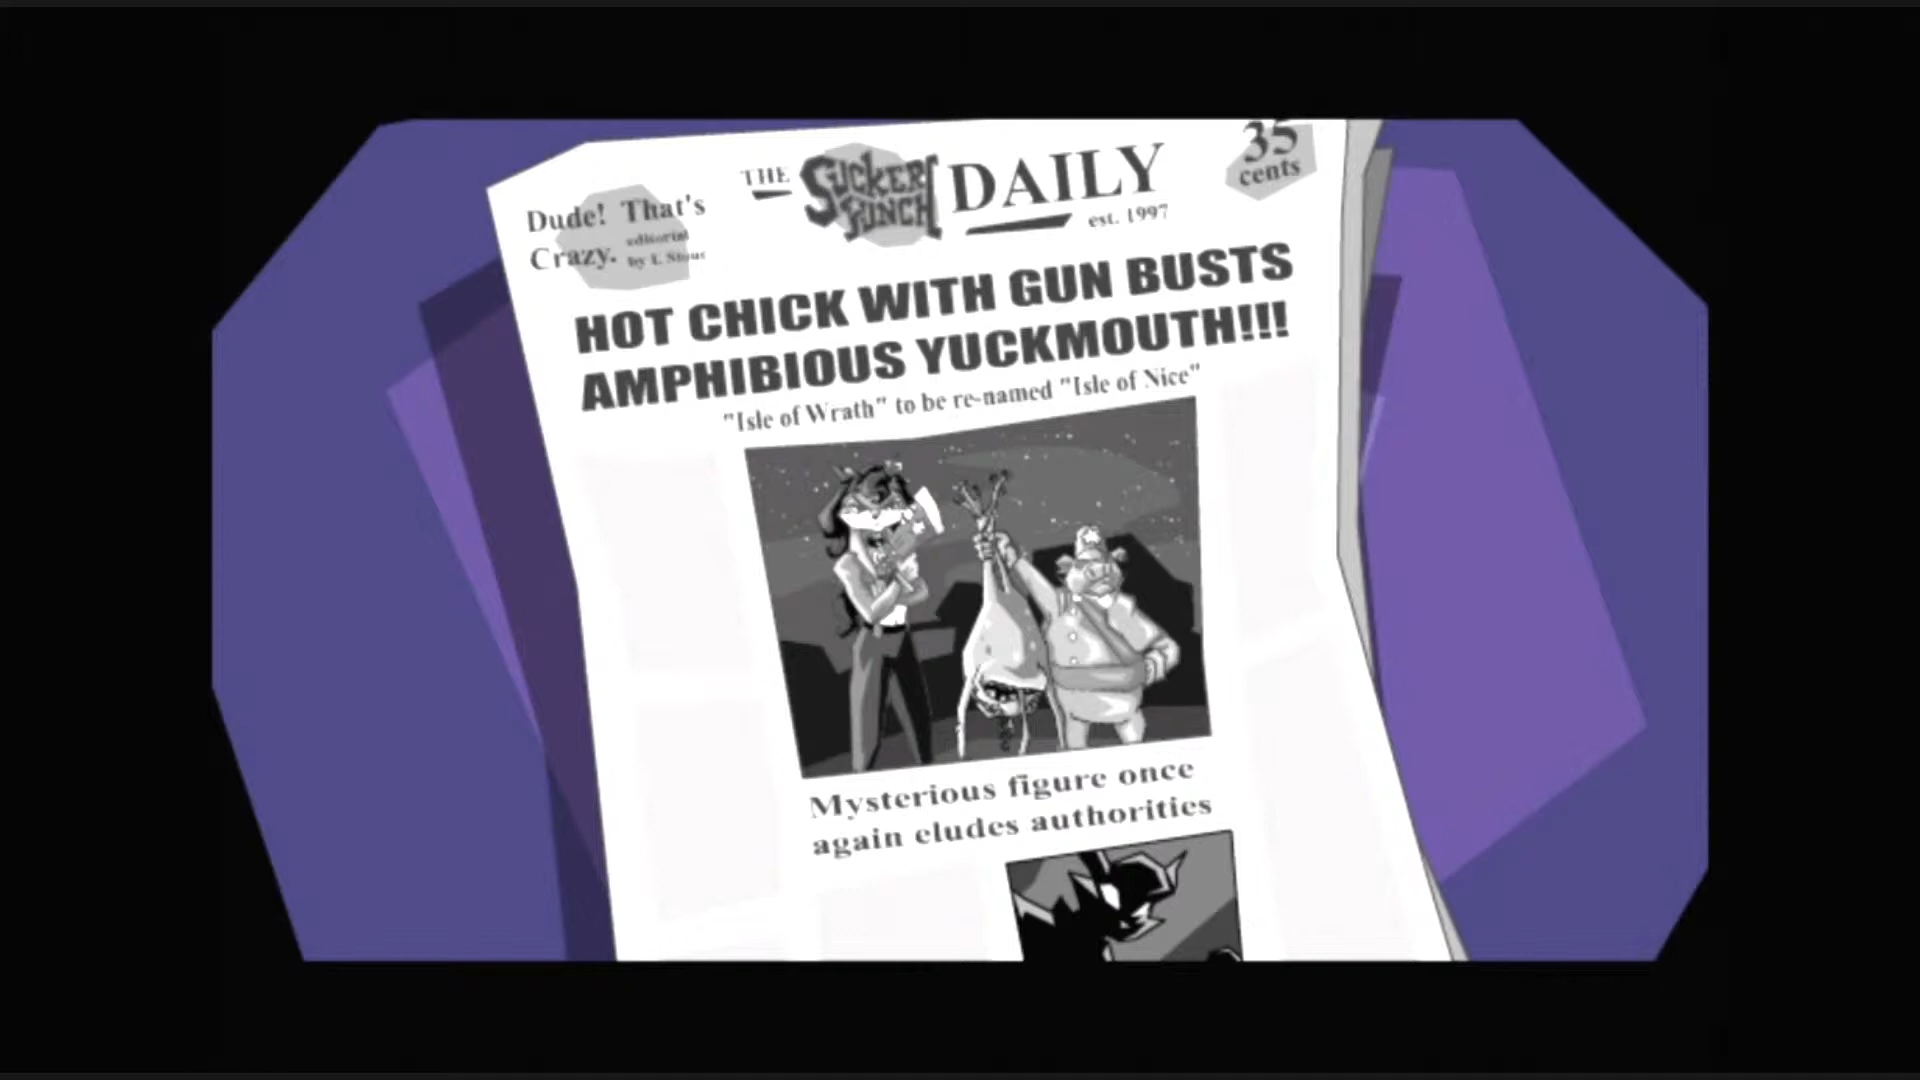 THE SUCKER PUNCH DAILY
est. 1997
35
cents
Dude! That's
Crazy.
editorial
HOT CHICK WITH GUN BUSTS
AMPHIBIOUS YUCKMOUTH!!!
"Isle of Wrath" to be re-named "Isle of Nice"
Mysterious figure once
again eludes authorities